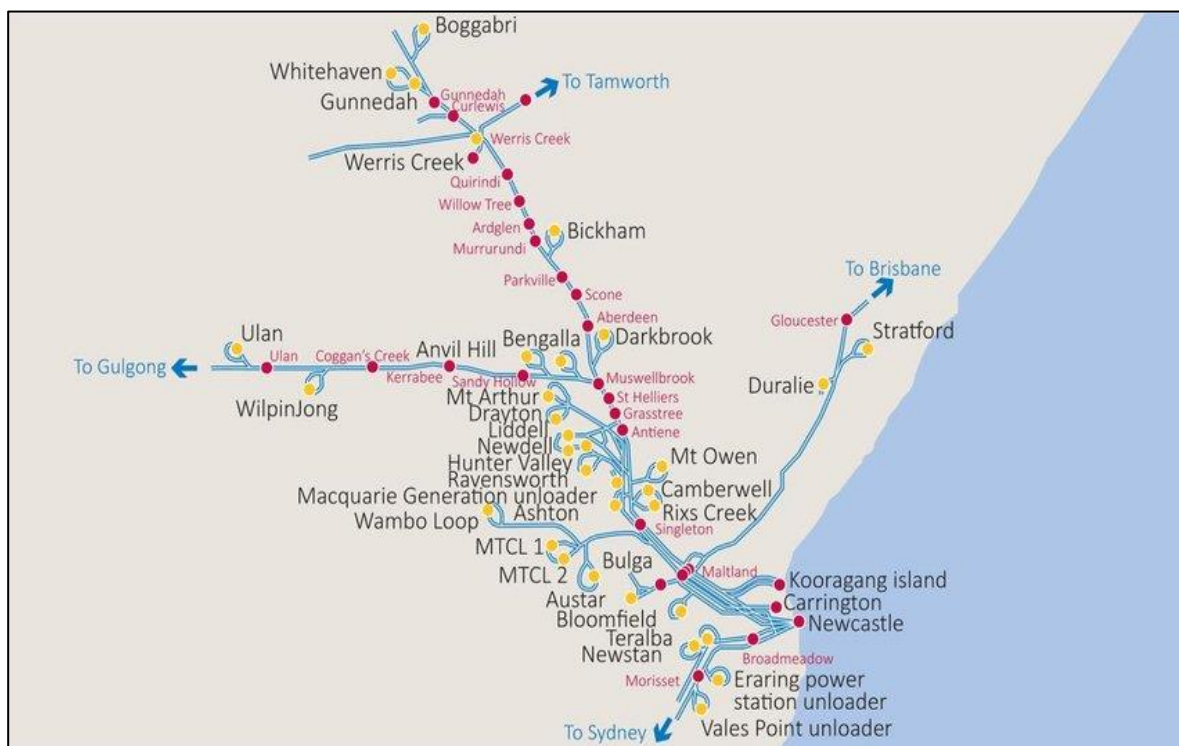 Boggabri
Whitehaven
To Tamworth
Gunnedah
Gunnedah
Curlewis
Werris Creek
Werris Creek
Quirindi
Willow Tree
Ardglen
Bickham
Murrurundi
To Brisbane
Parkville
Scone
Aberdeen
Gloucester
Stratford
Ulan
Bengalla
Darkbrook
Anvil Hill
Coggan's Creek
Ulan
To Gulgong
Kerrabee
Sandy Hollow
Muswellbrook
Duralie
WilpinJong
Mt Arthur
St Helliers
Drayton
Grasstree
Liddell
Antiene
Newdell
Mt Owen
Hunter Valley
Ravensworth
Camberwell
Macquarie Generation unloader
Rixs Creek
Ashton
Wambo Loop
Singleton
MTCL 1
Bulga
MTCL 2
Maltland
Kooragang island
Austar
Carrington
Bloomfield
Newcastle
Teralba
Newstan
Broadmeadow
Morisset
Eraring power
station unloader
To Sydney
Vales Point unloader